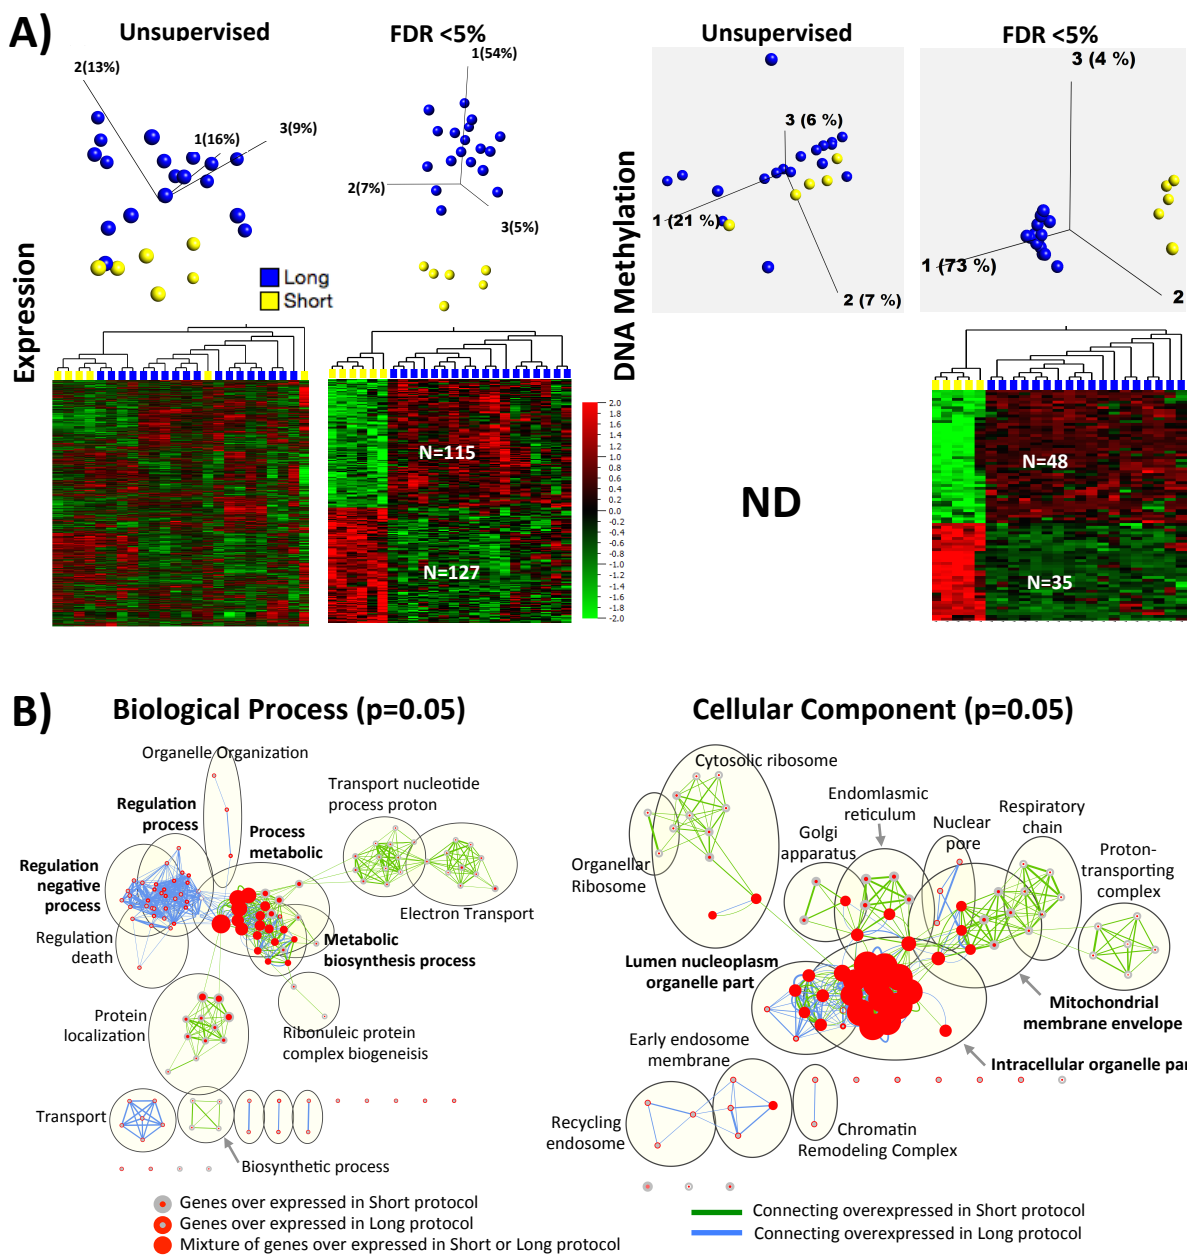 A)
Unsupervised
FDR <5%
Unsupervised
FDR <5%
2(13%)
1(16%)
3(9%)
1(54%)
2(7%)
3(5%)
3 (6 %)
1 (21 %)
2 (7 %)
3 (4 %)
1 (73 %)
2
Expression
Long
Short
DNA Methylation
N=115
N=127
2.0
1.8
1.6
1.4
1.2
1.0
0.8
0.6
0.4
0.2
0.0
-0.2
-0.4
-0.6
-0.8
-1.0
-1.2
-1.4
-1.6
-1.8
-2.0
ND
N=48
N=35
B)
Biological Process (p=0.05)
Organelle Organization
Regulation
process
Process
metabolic
Transport nucleotide
process proton
Regulation
negative
process
Electron Transport
Regulation
death
Metabolic
biosynthesis process
Protein
localization
Ribonuleic protein
complex biogeneisis
Transport
Biosynthetic process
Genes over expressed in Short protocol
Genes over expressed in Long protocol
Mixture of genes over expressed in Short or Long protocol
Cellular Component (p=0.05)
Cytosolic ribosome
Endomlasmic
reticulum
Golgi
apparatus
Nuclear
pore
Respiratory
chain
Proton-
transporting
complex
Organellar
Ribosome
Lumen nucleoplasm
organelle part
Mitochondrial
membrane envelope
Intracellular organelle par
Early endosome
membrane
Recycling
endosome
Chromatin
Remodeling Complex
Connecting overexpressed in Short protocol
Connecting overexpressed in Long protocol